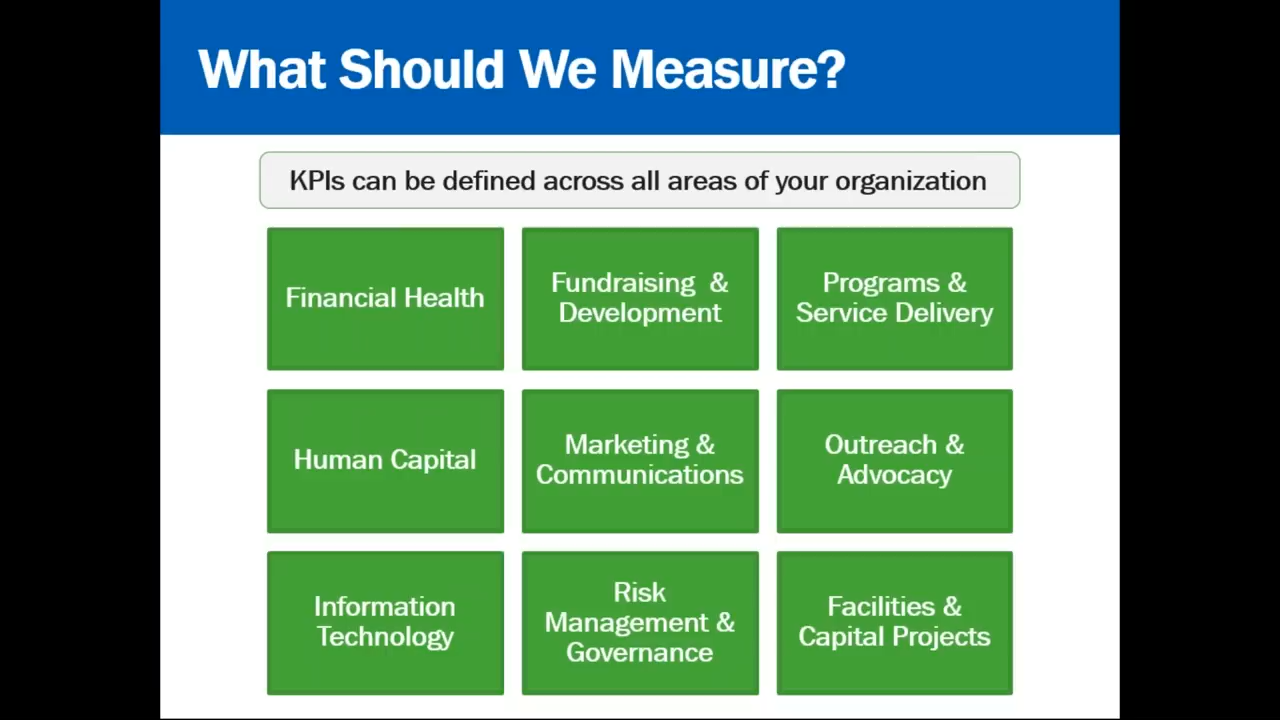 What Should We Measure?
KPIs can be defined across all areas of your organization
Financial Health
Fundraising &
Development
Programs &
Service Delivery
Human Capital
Marketing &
Communications
Outreach &
Advocacy
Information
Technology
Risk
Management &
Governance
Facilities &
Capital Projects